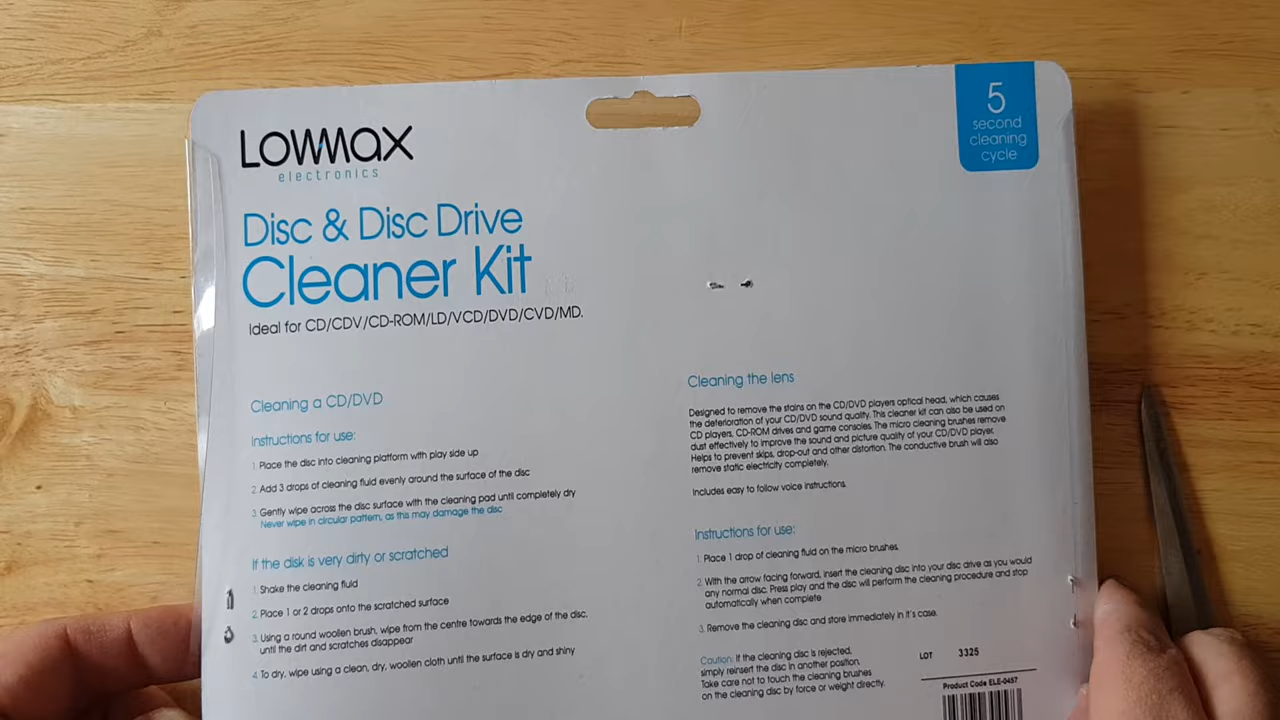 LOWMAX
electronics
5
second
cleaning
cycle
Disc & Disc Drive
Cleaner Kit
Ideal for CD/CDV/CD-ROM/LD/VCD/DVD/CVD/MD.
Cleaning a CD/DVD
Instructions for use:
1. Place the disc into cleaning platform with play side up
2. Add 3 drops of cleaning fluid evenly around the surface of the disc
3. Gently wipe across the disc surface with the cleaning pad until completely dry
Never wipe in circular pattern, as this may damage the disc
If the disk is very dirty or scratched
1. Shake the cleaning fluid
2. Place 1 or 2 drops onto the scratched surface
3. Using a round woollen brush, wipe from the centre towards the edge of the disc,
until the dirt and scratches disappear
4. To dry, wipe using a clean, dry, woollen cloth until the surface is dry and shiny
Cleaning the lens
Designed to remove the stains on the CD/DVD players optical head, which causes
the deterioration of your CD/DVD sound quality. This cleaner kit can also be used on
CD players, CD-ROM drives and game consoles. The micro cleaning brushes remove
dust effectively to improve the sound and picture quality of your CD/DVD player.
Helps to prevent skips, drop-out and other distortion. The conductive brush will also
remove static electricity completely.
Includes easy to follow voice instructions.
Instructions for use:
1. Place 1 drop of cleaning fluid on the micro brushes.
2. With the arrow facing forward, insert the cleaning disc into your disc drive as you would
any normal disc. Press play and the disc will perform the cleaning procedure and stop
automatically when complete
3. Remove the cleaning disc and store immediately in it's case.
Caution: If the cleaning disc is rejected,
simply reinsert the disc in another position.
Take care not to touch the cleaning brushes
on the cleaning disc by force or weight directly.
LOT 3325
Product Code ELE-0457